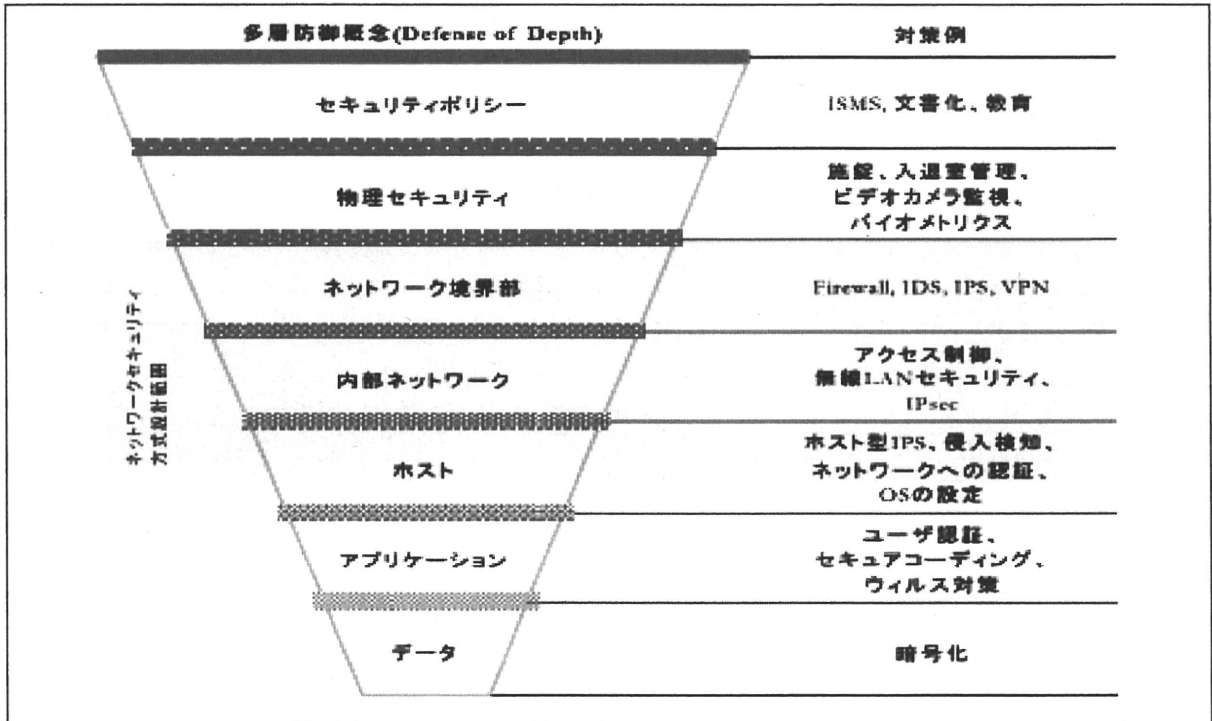 多層防御概念(Defense of Depth)
対策例
セキュリティポリシー
ISMS, 文書化、教育
物理セキュリティ
施錠、入退室管理、
ビデオカメラ監視、
バイオメトリクス
ネットワーク境界部
Firewall, IDS, IPS, VPN
ネットワークセキュリティ
方式設計範囲
内部ネットワーク
アクセス制御、
無線LANセキュリティ、
IPsec
ホスト
ホスト型IPS、侵入検知、
ネットワークへの認証、
OSの設定
アプリケーション
ユーザ認証、
セキュアコーディング、
ウィルス対策
データ
暗号化